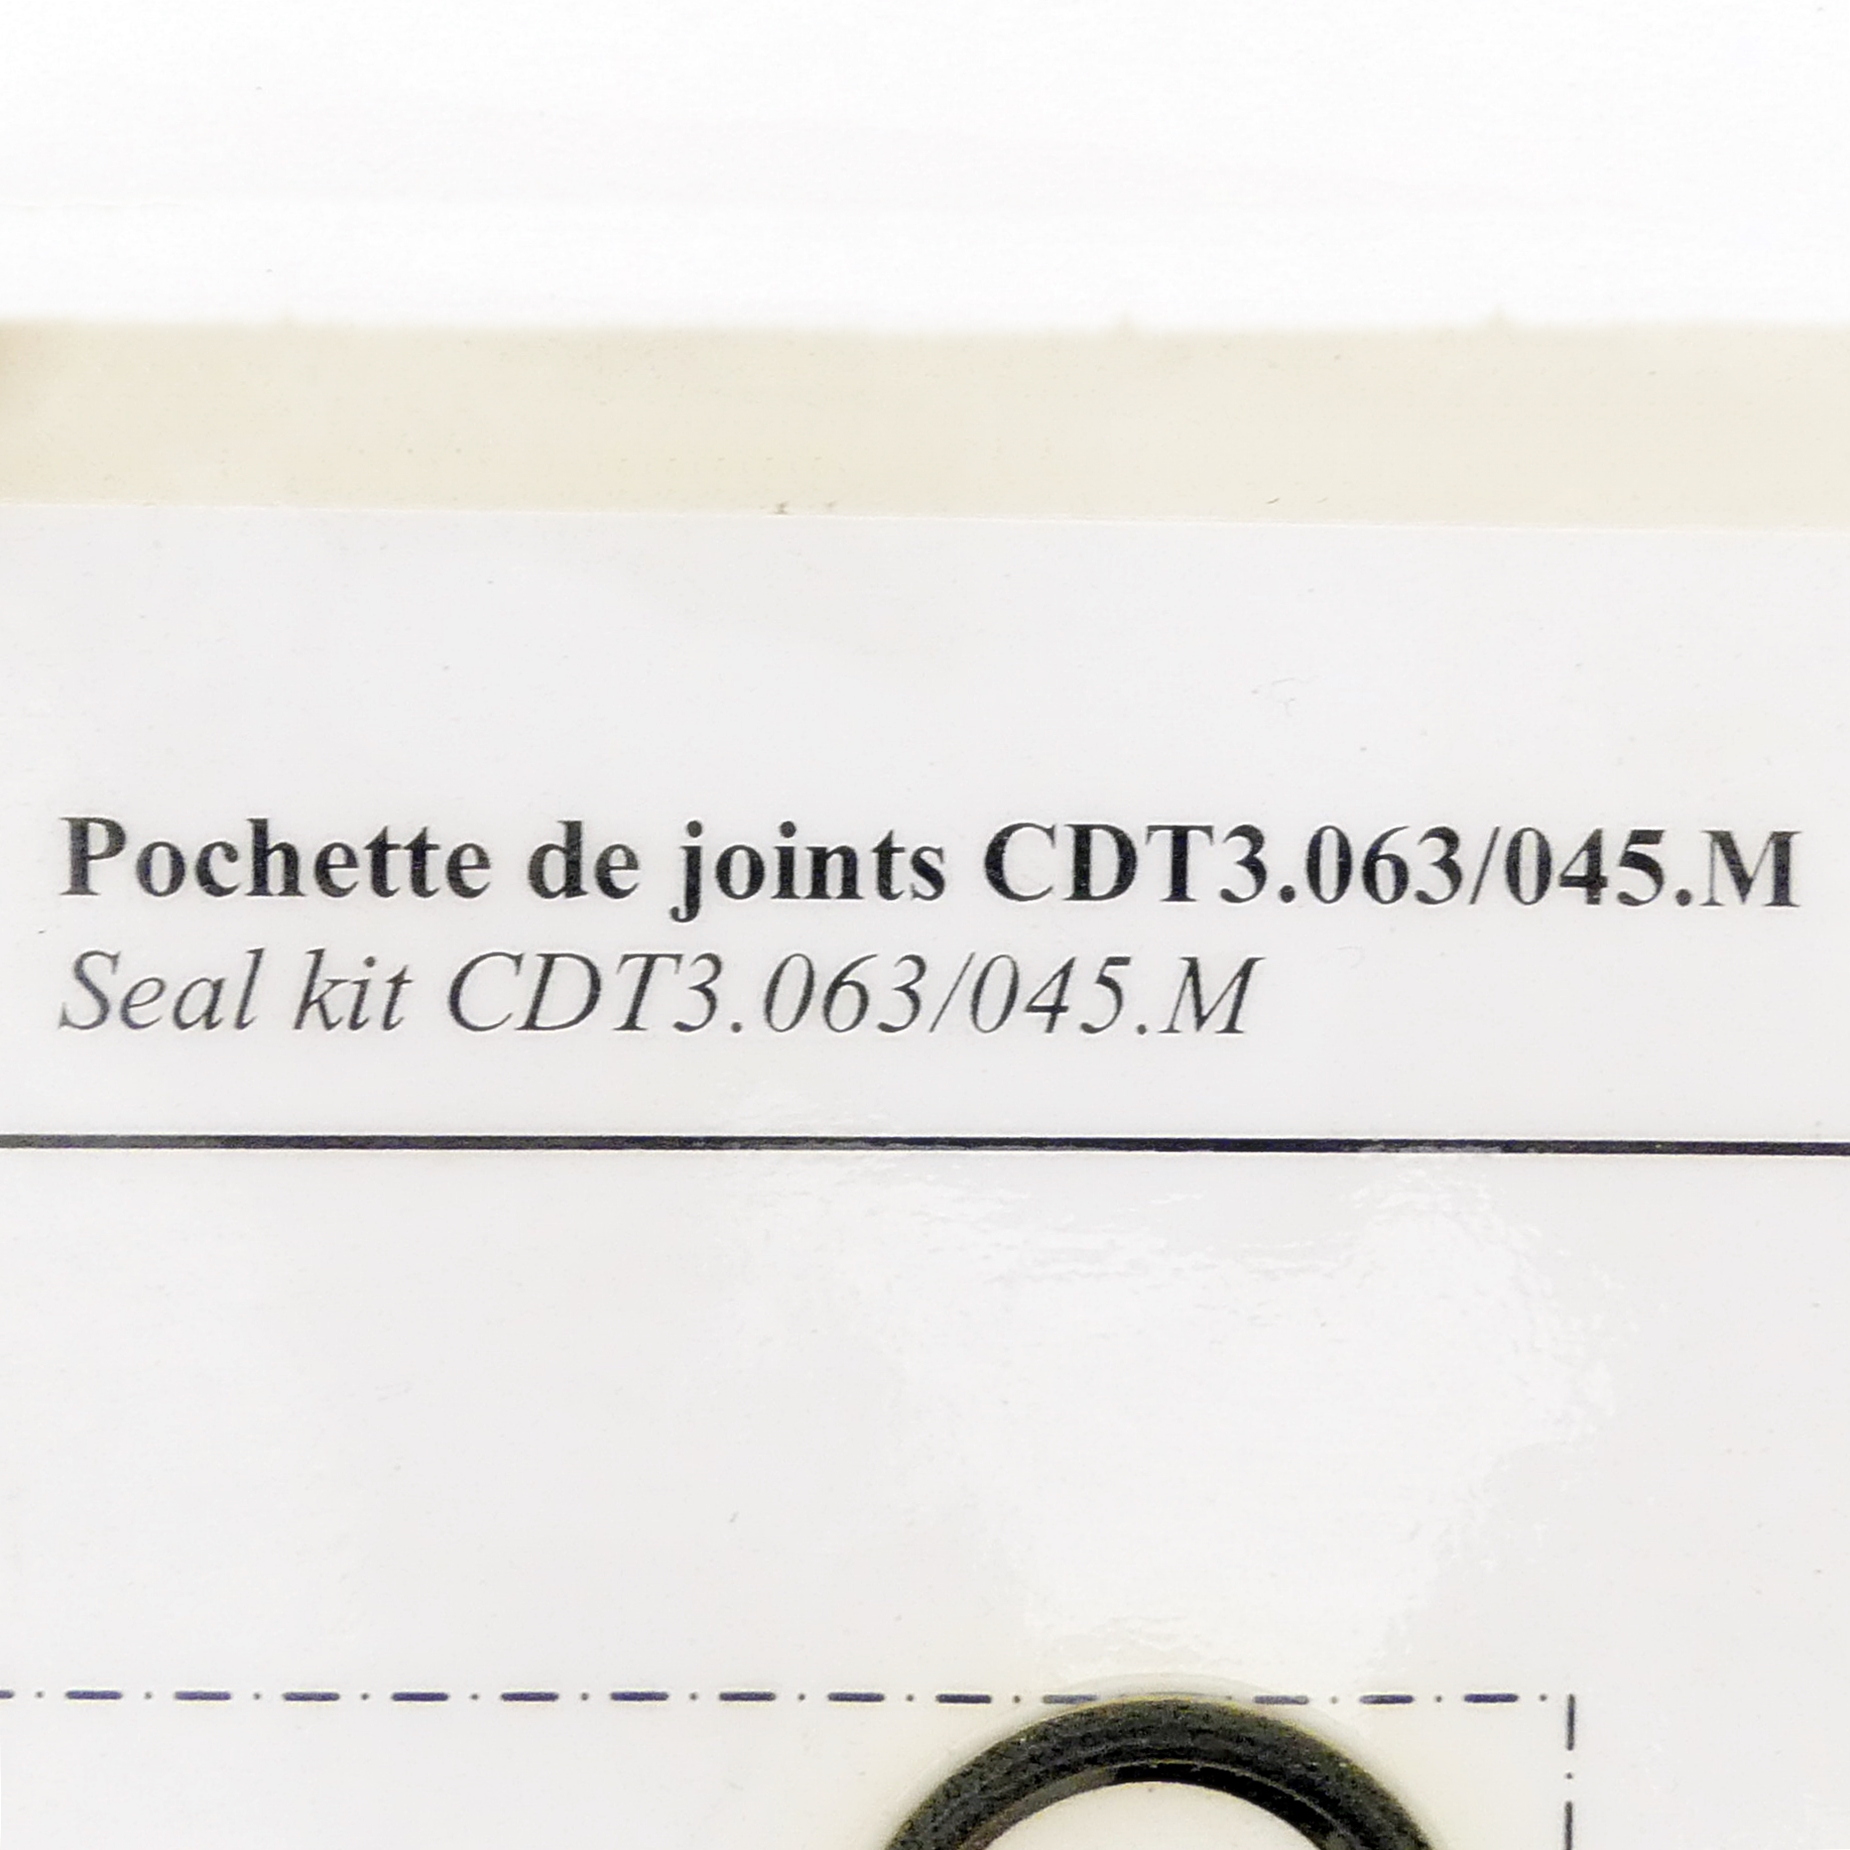 Pochette de joints CDT3.063/045.M
Seal kit CDT3.063/045.M